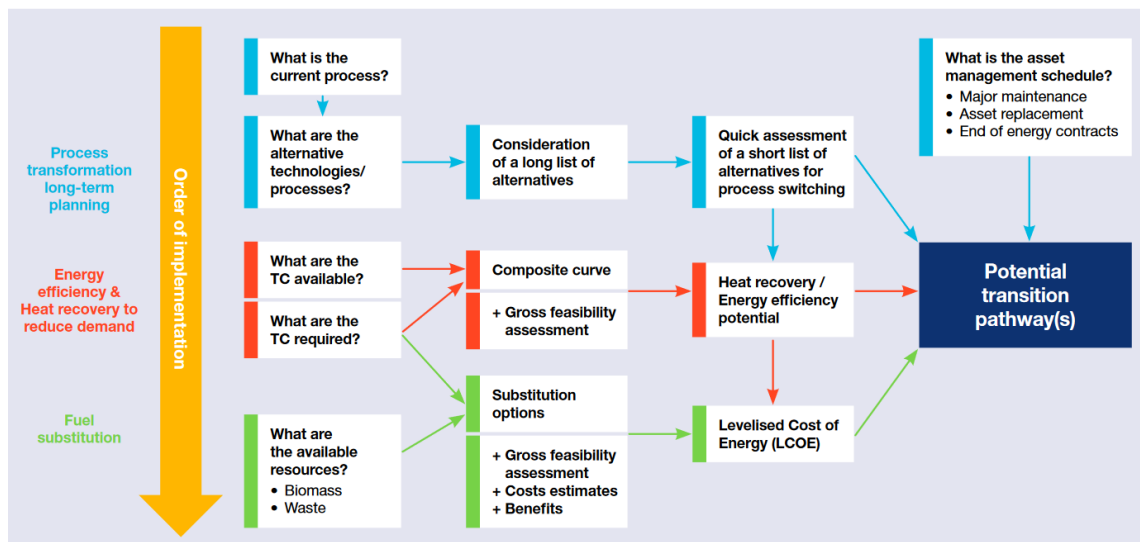 What is the
current process?
What is the asset
management schedule?
• Major maintenance
• Asset replacement
• End of energy contracts
Process
transformation
long-term
planning
Order of implementation
What are the
alternative
technologies/
processes?
Consideration
of a long list of
alternatives
Quick assessment
of a short list of
alternatives for
process switching
Energy
efficiency &
Heat recovery to
reduce demand
What are the
TC available?
What are the
TC required?
Composite curve
+ Gross feasibility
assessment
Heat recovery /
Energy efficiency
potential
Potential
transition
pathway(s)
Fuel
substitution
What are
the available
resources?
• Biomass
• Waste
Substitution
options
+ Gross feasibility
assessment
+ Costs estimates
+ Benefits
Levelised Cost of
Energy (LCOE)